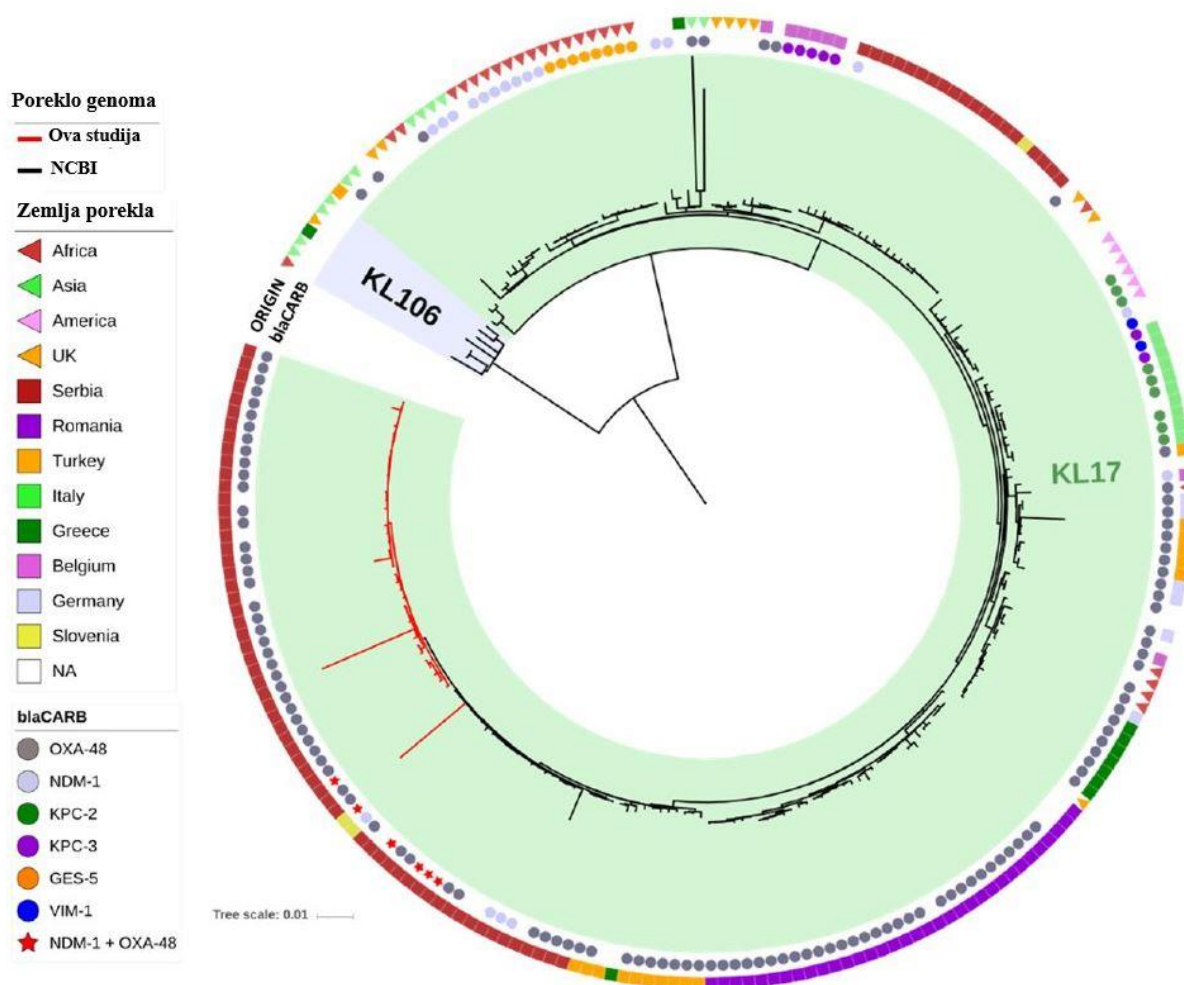 Poreklo genoma
Ova studija
NCBI
Zemlja porekla
Africa
Asia
America
UK
Serbia
Romania
Turkey
Italy
Greece
Belgium
Germany
Slovenia
NA
blaCARB
OXA-48
NDM-1
KPC-2
KPC-3
GES-5
VIM-1
NDM-1 + OXA-48
ORIGIN
blaCARB
KL106
KL17
Tree scale: 0.01